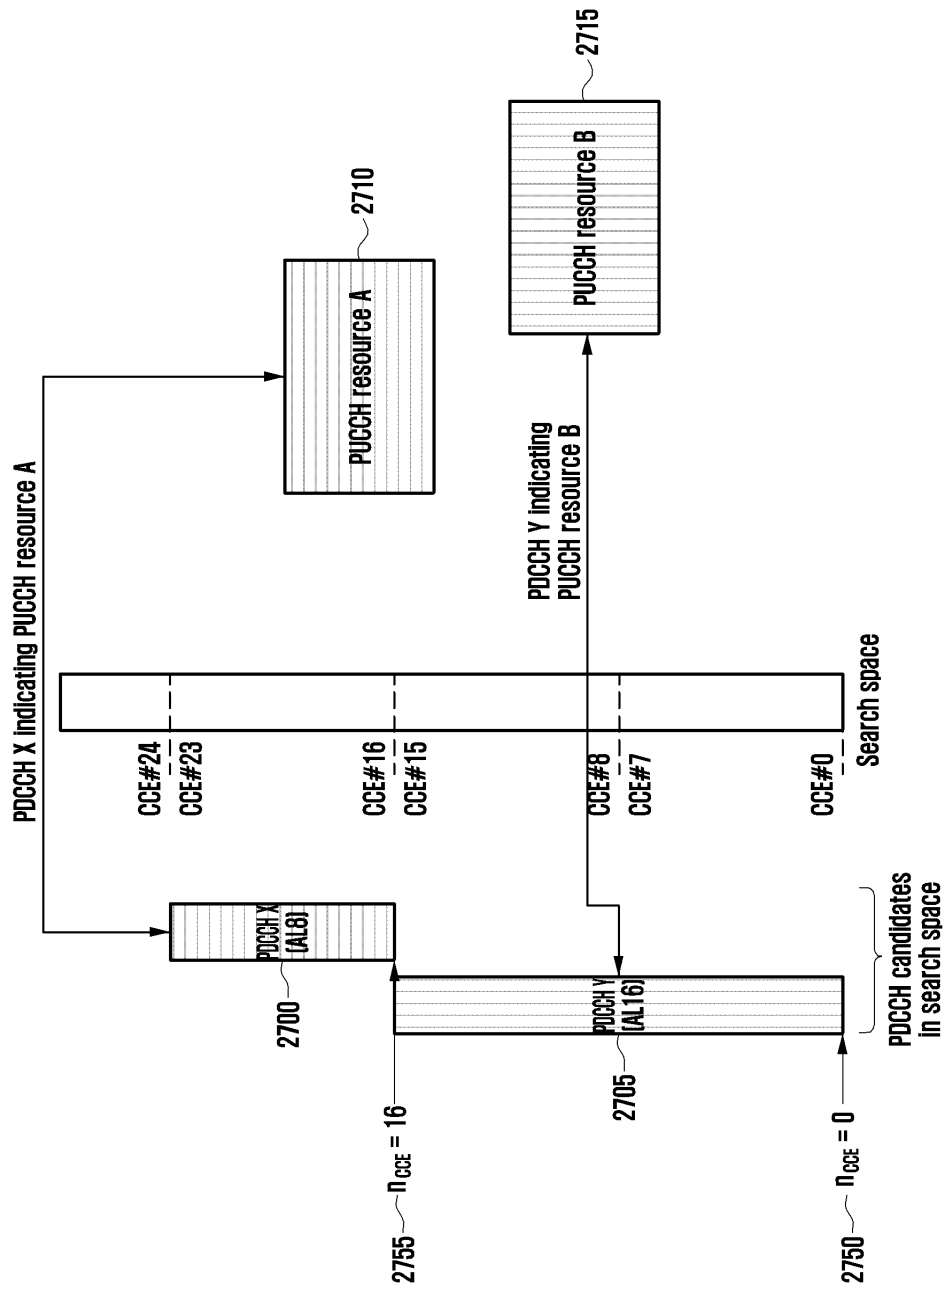 PDCCH X indicating PUCCH resource A
2755
nCCE = 16
2750
nCCE = 0
2700
PDCCH X
(AL8)
2705
PDCCH Y
(AL16)
PDCCH candidates
in search space
CCE#24
CCE#23
CCE#16
CCE#15
CCE#8
CCE#7
CCE#0
Search space
PDCCH Y indicating
PUCCH resource B
PUCCH resource A
2710
PUCCH resource B
2715